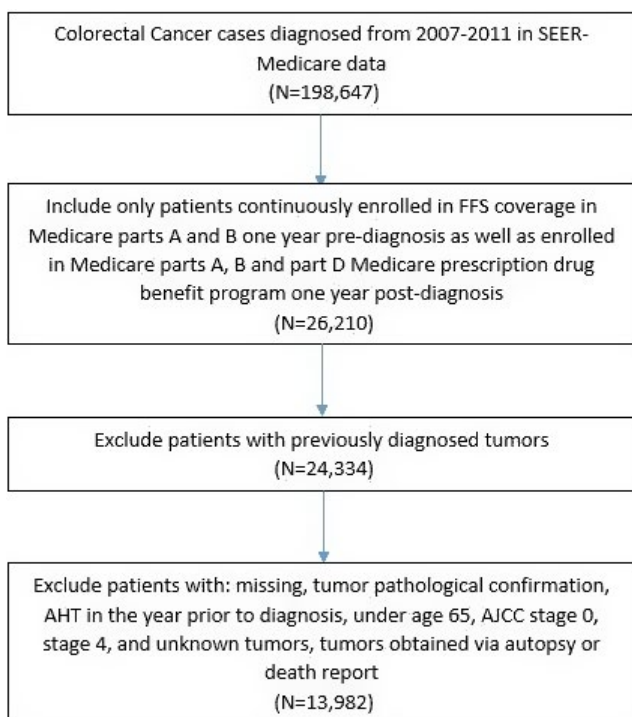 Colorectal Cancer cases diagnosed from 2007-2011 in SEER-
Medicare data
(N=198,647)
Include only patients continuously enrolled in FFS coverage in
Medicare parts A and B one year pre-diagnosis as well as enrolled
in Medicare parts A, B and part D Medicare prescription drug
benefit program one year post-diagnosis
(N=26,210)
Exclude patients with previously diagnosed tumors
(N=24,334)
Exclude patients with: missing, tumor pathological confirmation,
AHT in the year prior to diagnosis, under age 65, AJCC stage 0,
stage 4, and unknown tumors, tumors obtained via autopsy or
death report
(N=13,982)